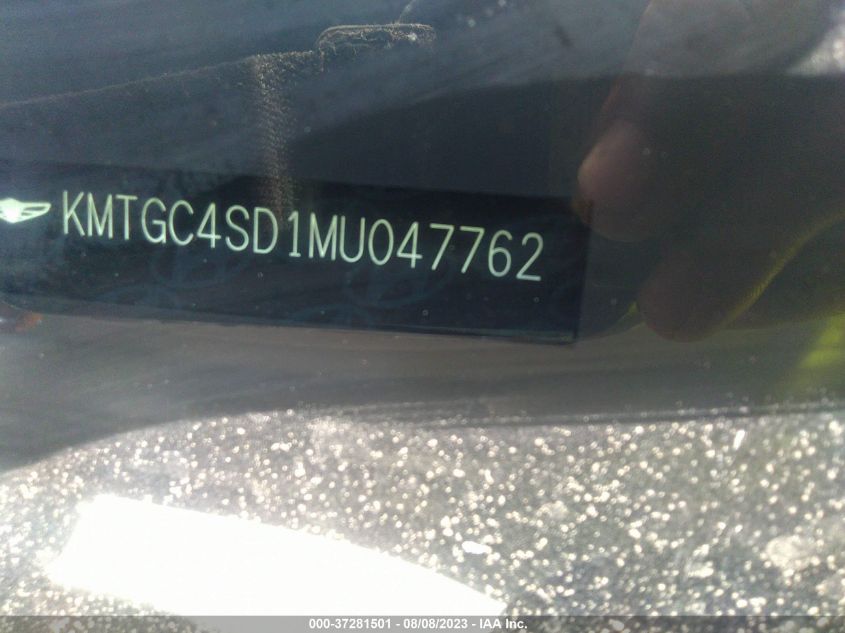 KMTGC4SD1MU047762
000-37281501 - 08/08/2023 - IAA Inc.